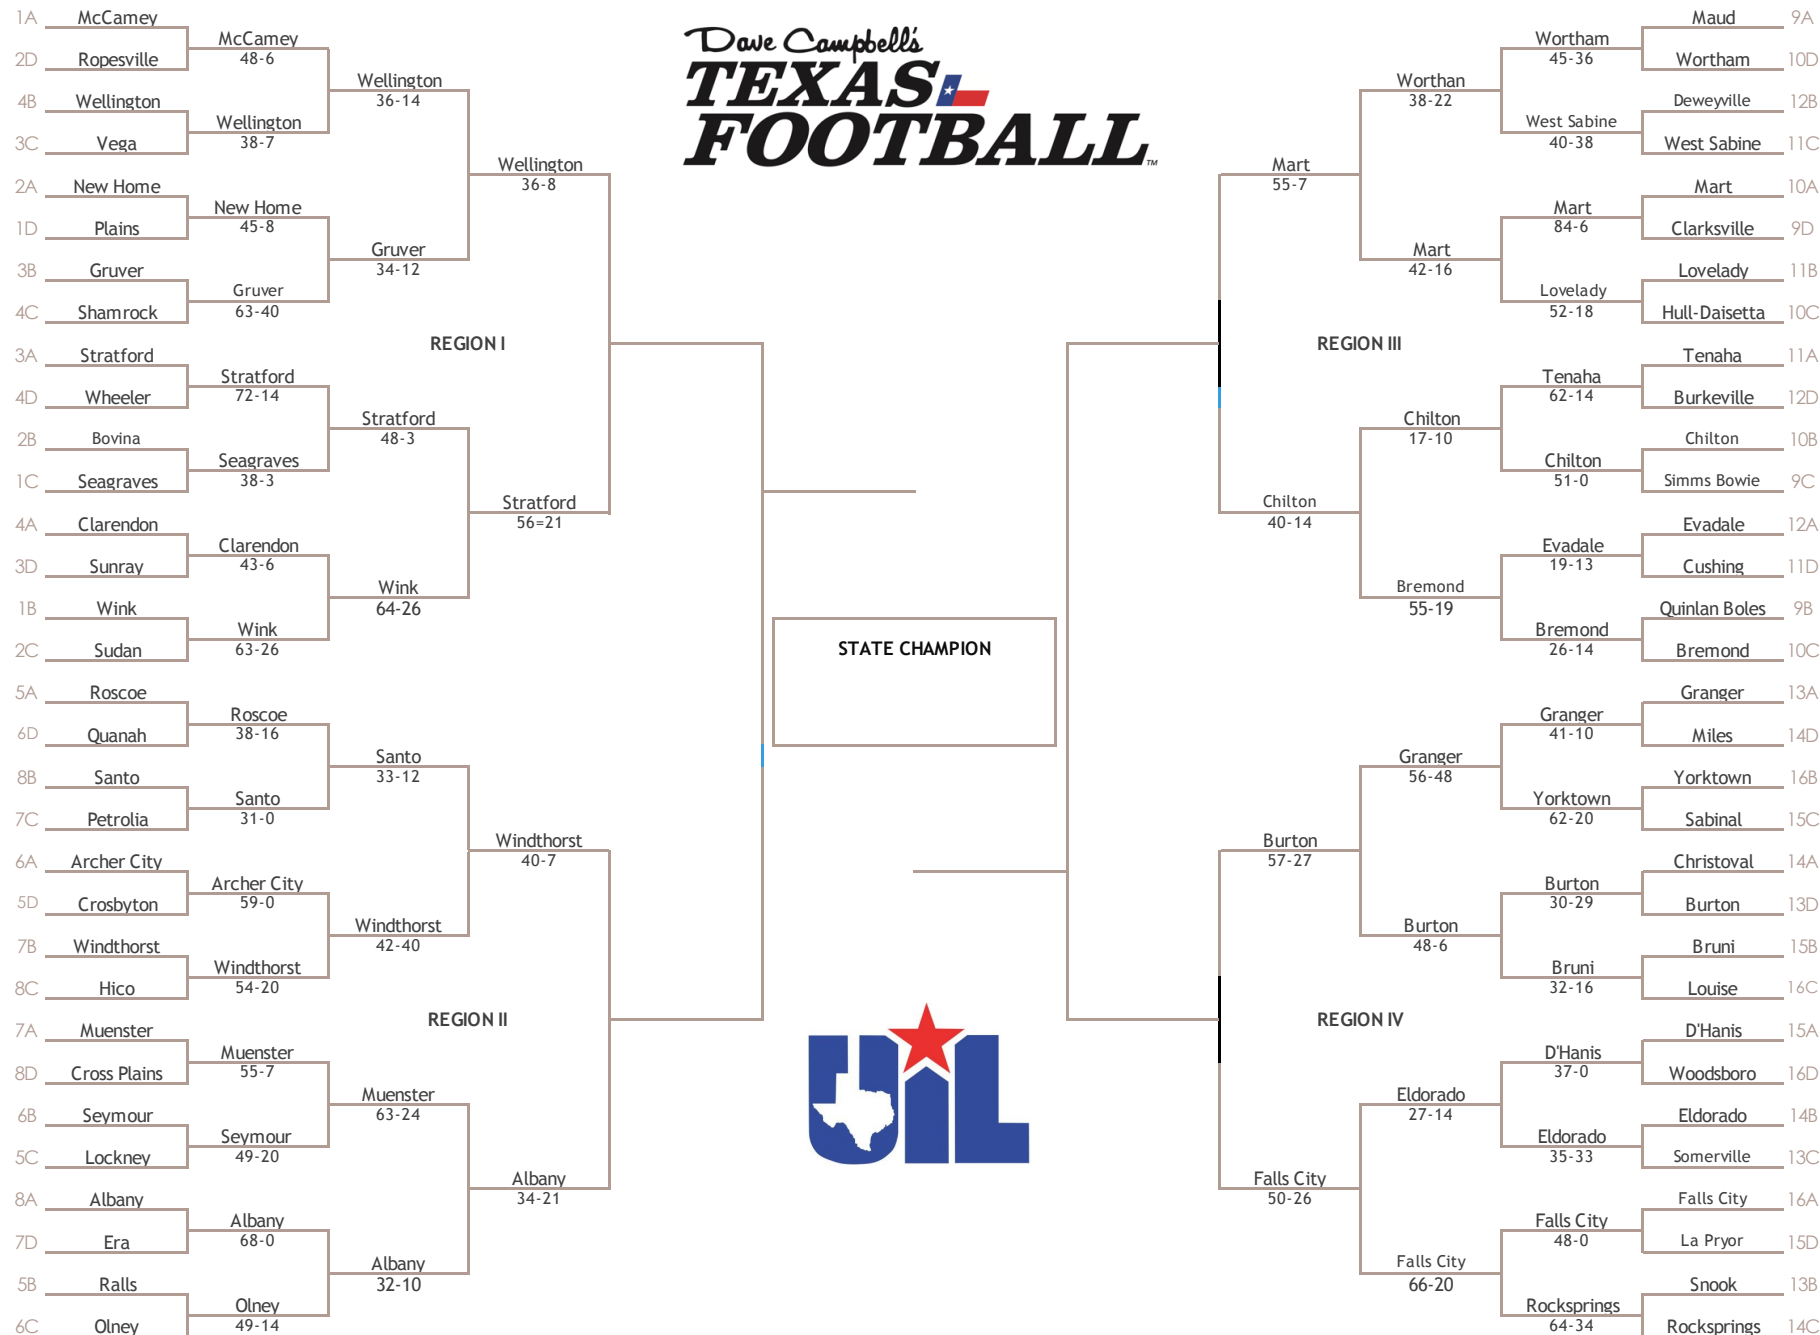 Dave Campbell's
TEXAS
FOOTBALL™
1A McCamey
McCamey
48-6
2D Ropesville
Wellington
36-14
4B Wellington
Wellington
38-7
3C Vega
Wellington
36-8
2A New Home
New Home
45-8
1D Plains
Gruver
34-12
3B Gruver
Gruver
63-40
4C Shamrock
REGION I
3A Stratford
Stratford
72-14
4D Wheeler
Stratford
48-3
2B Bovina
Seagraves
38-3
1C Seagraves
Stratford
56=21
4A Clarendon
Clarendon
43-6
3D Sunray
Wink
64-26
1B Wink
Wink
63-26
2C Sudan
5A Roscoe
Roscoe
38-16
6D Quanah
Santo
33-12
8B Santo
Santo
31-0
7C Petrolia
Windthorst
40-7
6A Archer City
Archer City
59-0
5D Crosbyton
Windthorst
42-40
7B Windthorst
Windthorst
54-20
8C Hico
REGION II
7A Muenster
Muenster
55-7
8D Cross Plains
Muenster
63-24
6B Seymour
Seymour
49-20
5C Lockney
Albany
34-21
8A Albany
Albany
68-0
7D Era
Albany
32-10
5B Ralls
Olney
49-14
6C Olney
STATE CHAMPION
UIL
Maud 9A
Wortham
45-36
Wortham 10D
Worthan
38-22
Deweyville 12B
West Sabine
40-38
West Sabine 11C
Mart
55-7
Mart 10A
Mart
84-6
Clarksville 9D
Mart
42-16
Lovelady 11B
Lovelady
52-18
Hull-Daisetta 10C
REGION III
Tenaha 11A
Tenaha
62-14
Burkeville 12D
Chilton
17-10
Chilton 10B
Chilton
51-0
Simms Bowie 9C
Chilton
40-14
Evadale 12A
Evadale
19-13
Cushing 11D
Bremond
55-19
Quinlan Boles 9B
Bremond
26-14
Bremond 10C
Granger 13A
Granger
41-10
Miles 14D
Granger
56-48
Yorktown 16B
Yorktown
62-20
Sabinal 15C
Burton
57-27
Christoval 14A
Burton
30-29
Burton 13D
Burton
48-6
Bruni 15B
Bruni
32-16
Louise 16C
REGION IV
D'Hanis 15A
D'Hanis
37-0
Woodsboro 16D
Eldorado
27-14
Eldorado 14B
Eldorado
35-33
Somerville 13C
Falls City
50-26
Falls City 16A
Falls City
48-0
La Pryor 15D
Falls City
66-20
Snook 13B
Rocksprings
64-34
Rocksprings 14C